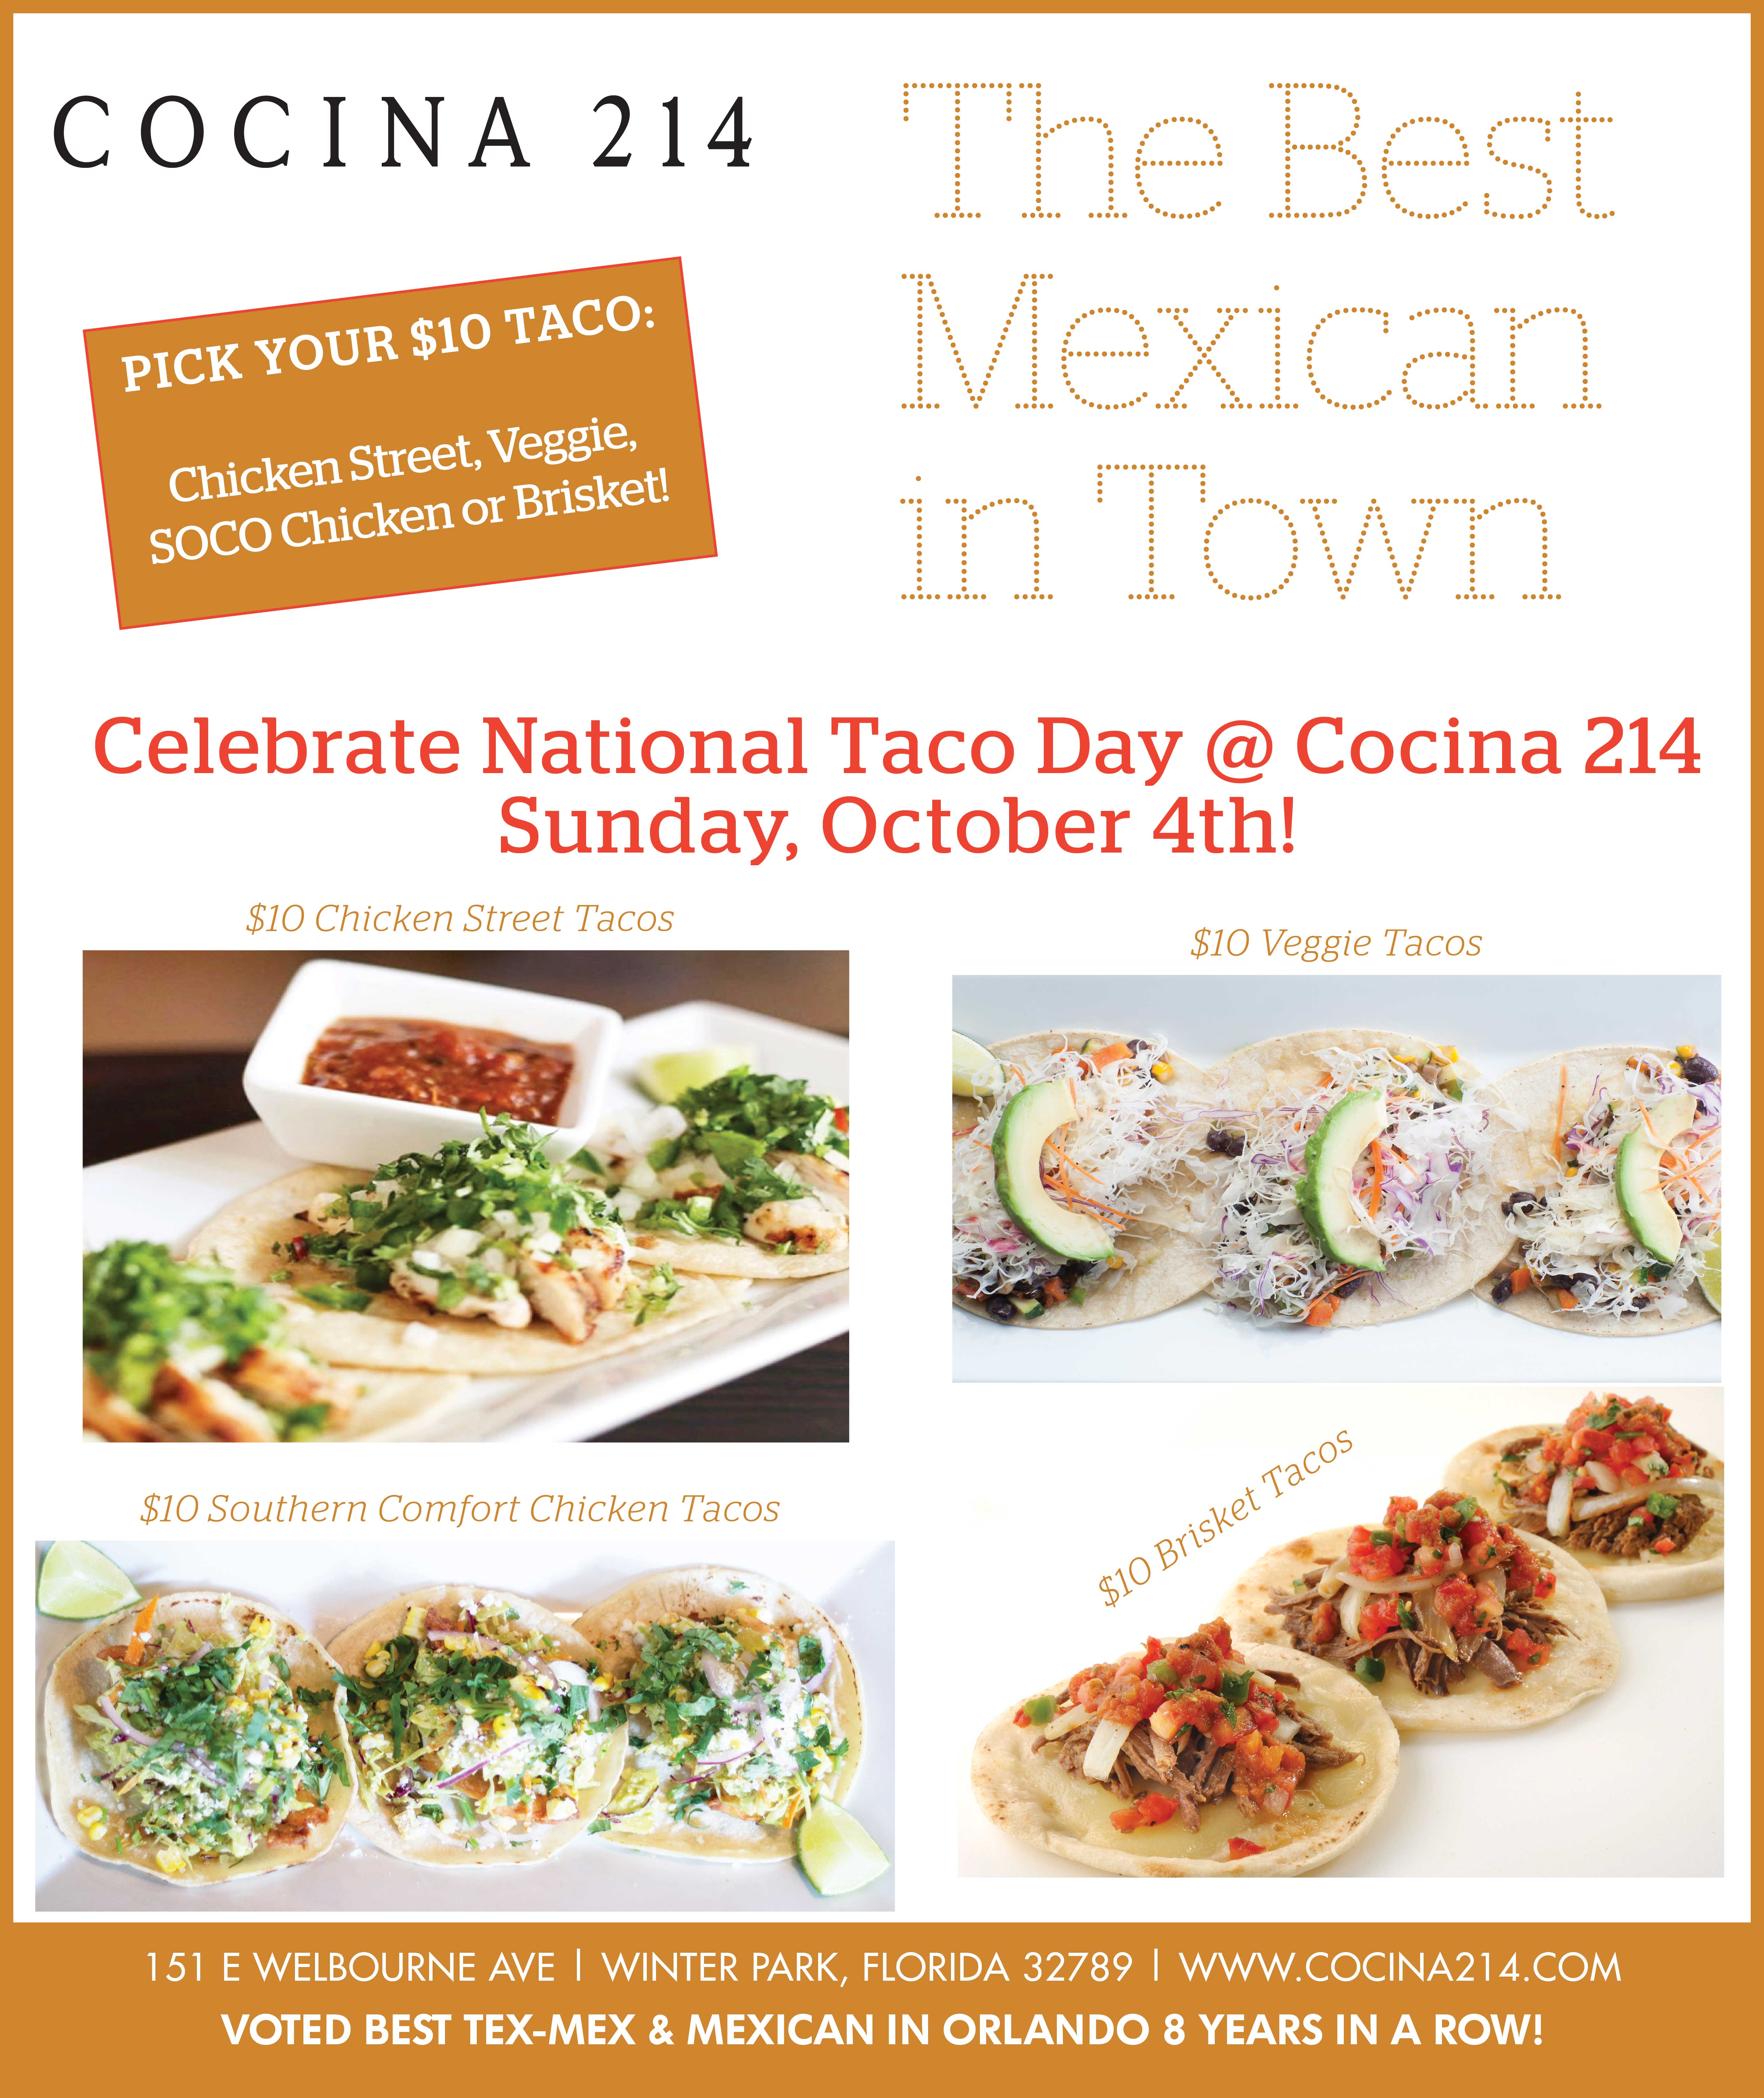 COCINA 214
The Best
Mexican
in Town
PICK YOUR $10 TACO:
Chicken Street, Veggie,
SOCO Chicken or Brisket!
Celebrate National Taco Day @ Cocina 214
Sunday, October 4th!
$10 Chicken Street Tacos
$10 Veggie Tacos
$10 Southern Comfort Chicken Tacos
$10 Brisket Tacos
151 E WELBOURNE AVE | WINTER PARK, FLORIDA 32789 | WWW.COCINA214.COM
VOTED BEST TEX-MEX & MEXICAN IN ORLANDO 8 YEARS IN A ROW!